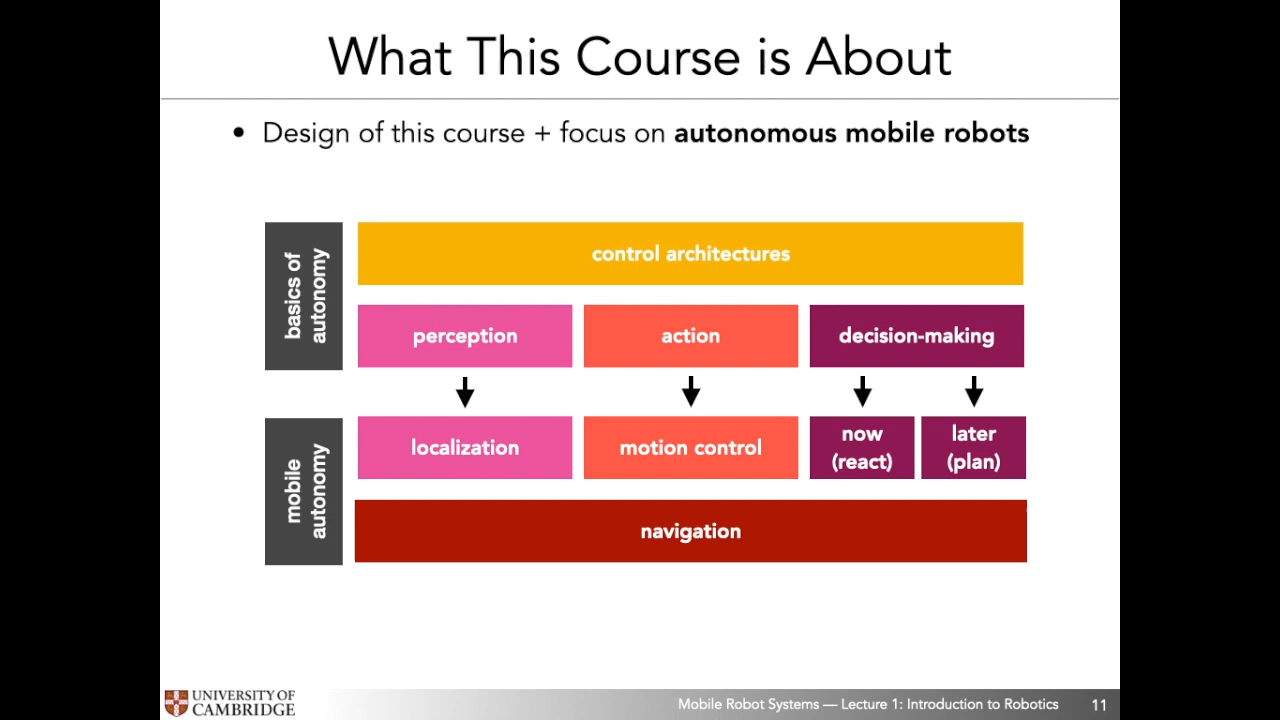 What This Course is About
• Design of this course + focus on autonomous mobile robots
basics of
autonomy
control architectures
perception
action
decision-making
mobile
autonomy
localization
motion control
now
(react)
later
(plan)
navigation
UNIVERSITY OF
CAMBRIDGE
Mobile Robot Systems — Lecture 1: Introduction to Robotics
11